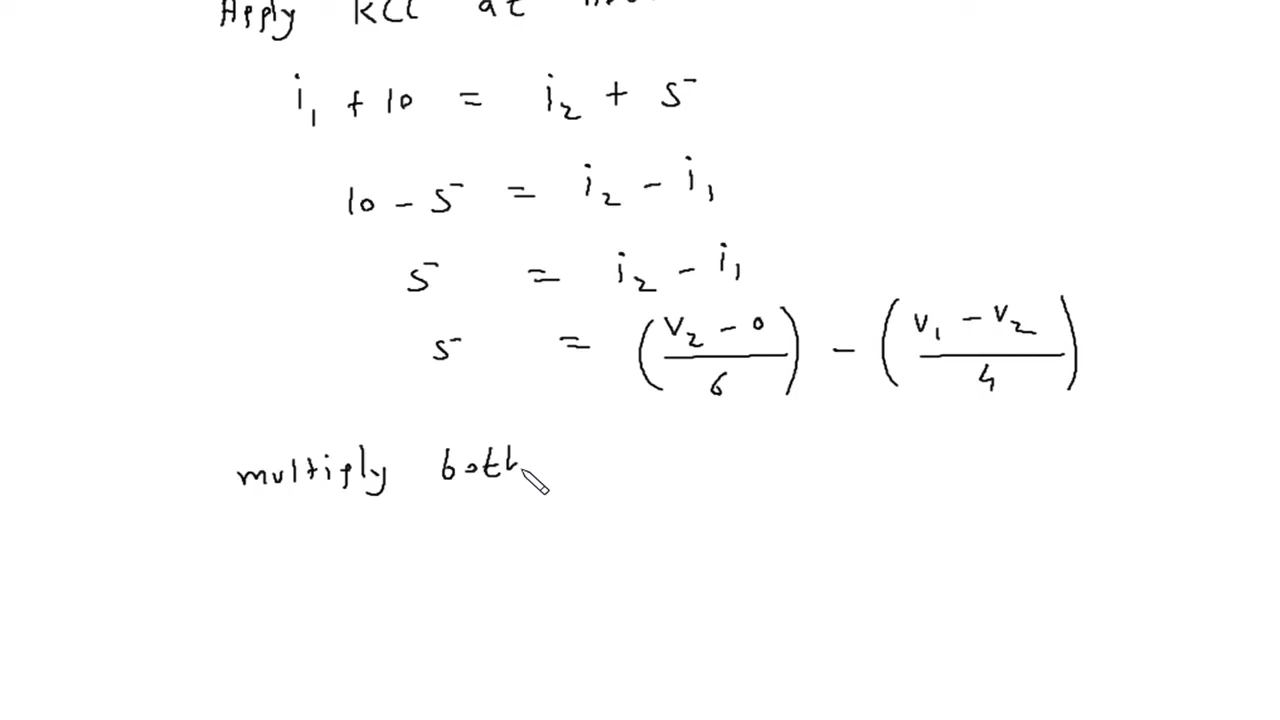 Apply KCL at
i₁ + 10 = i₂ + 5
10 - 5 = i₂ - i₁
5 = i₂ - i₁
5 = ((v₂ - 0)/6) - ((v₁ - v₂)/4)
multiply both